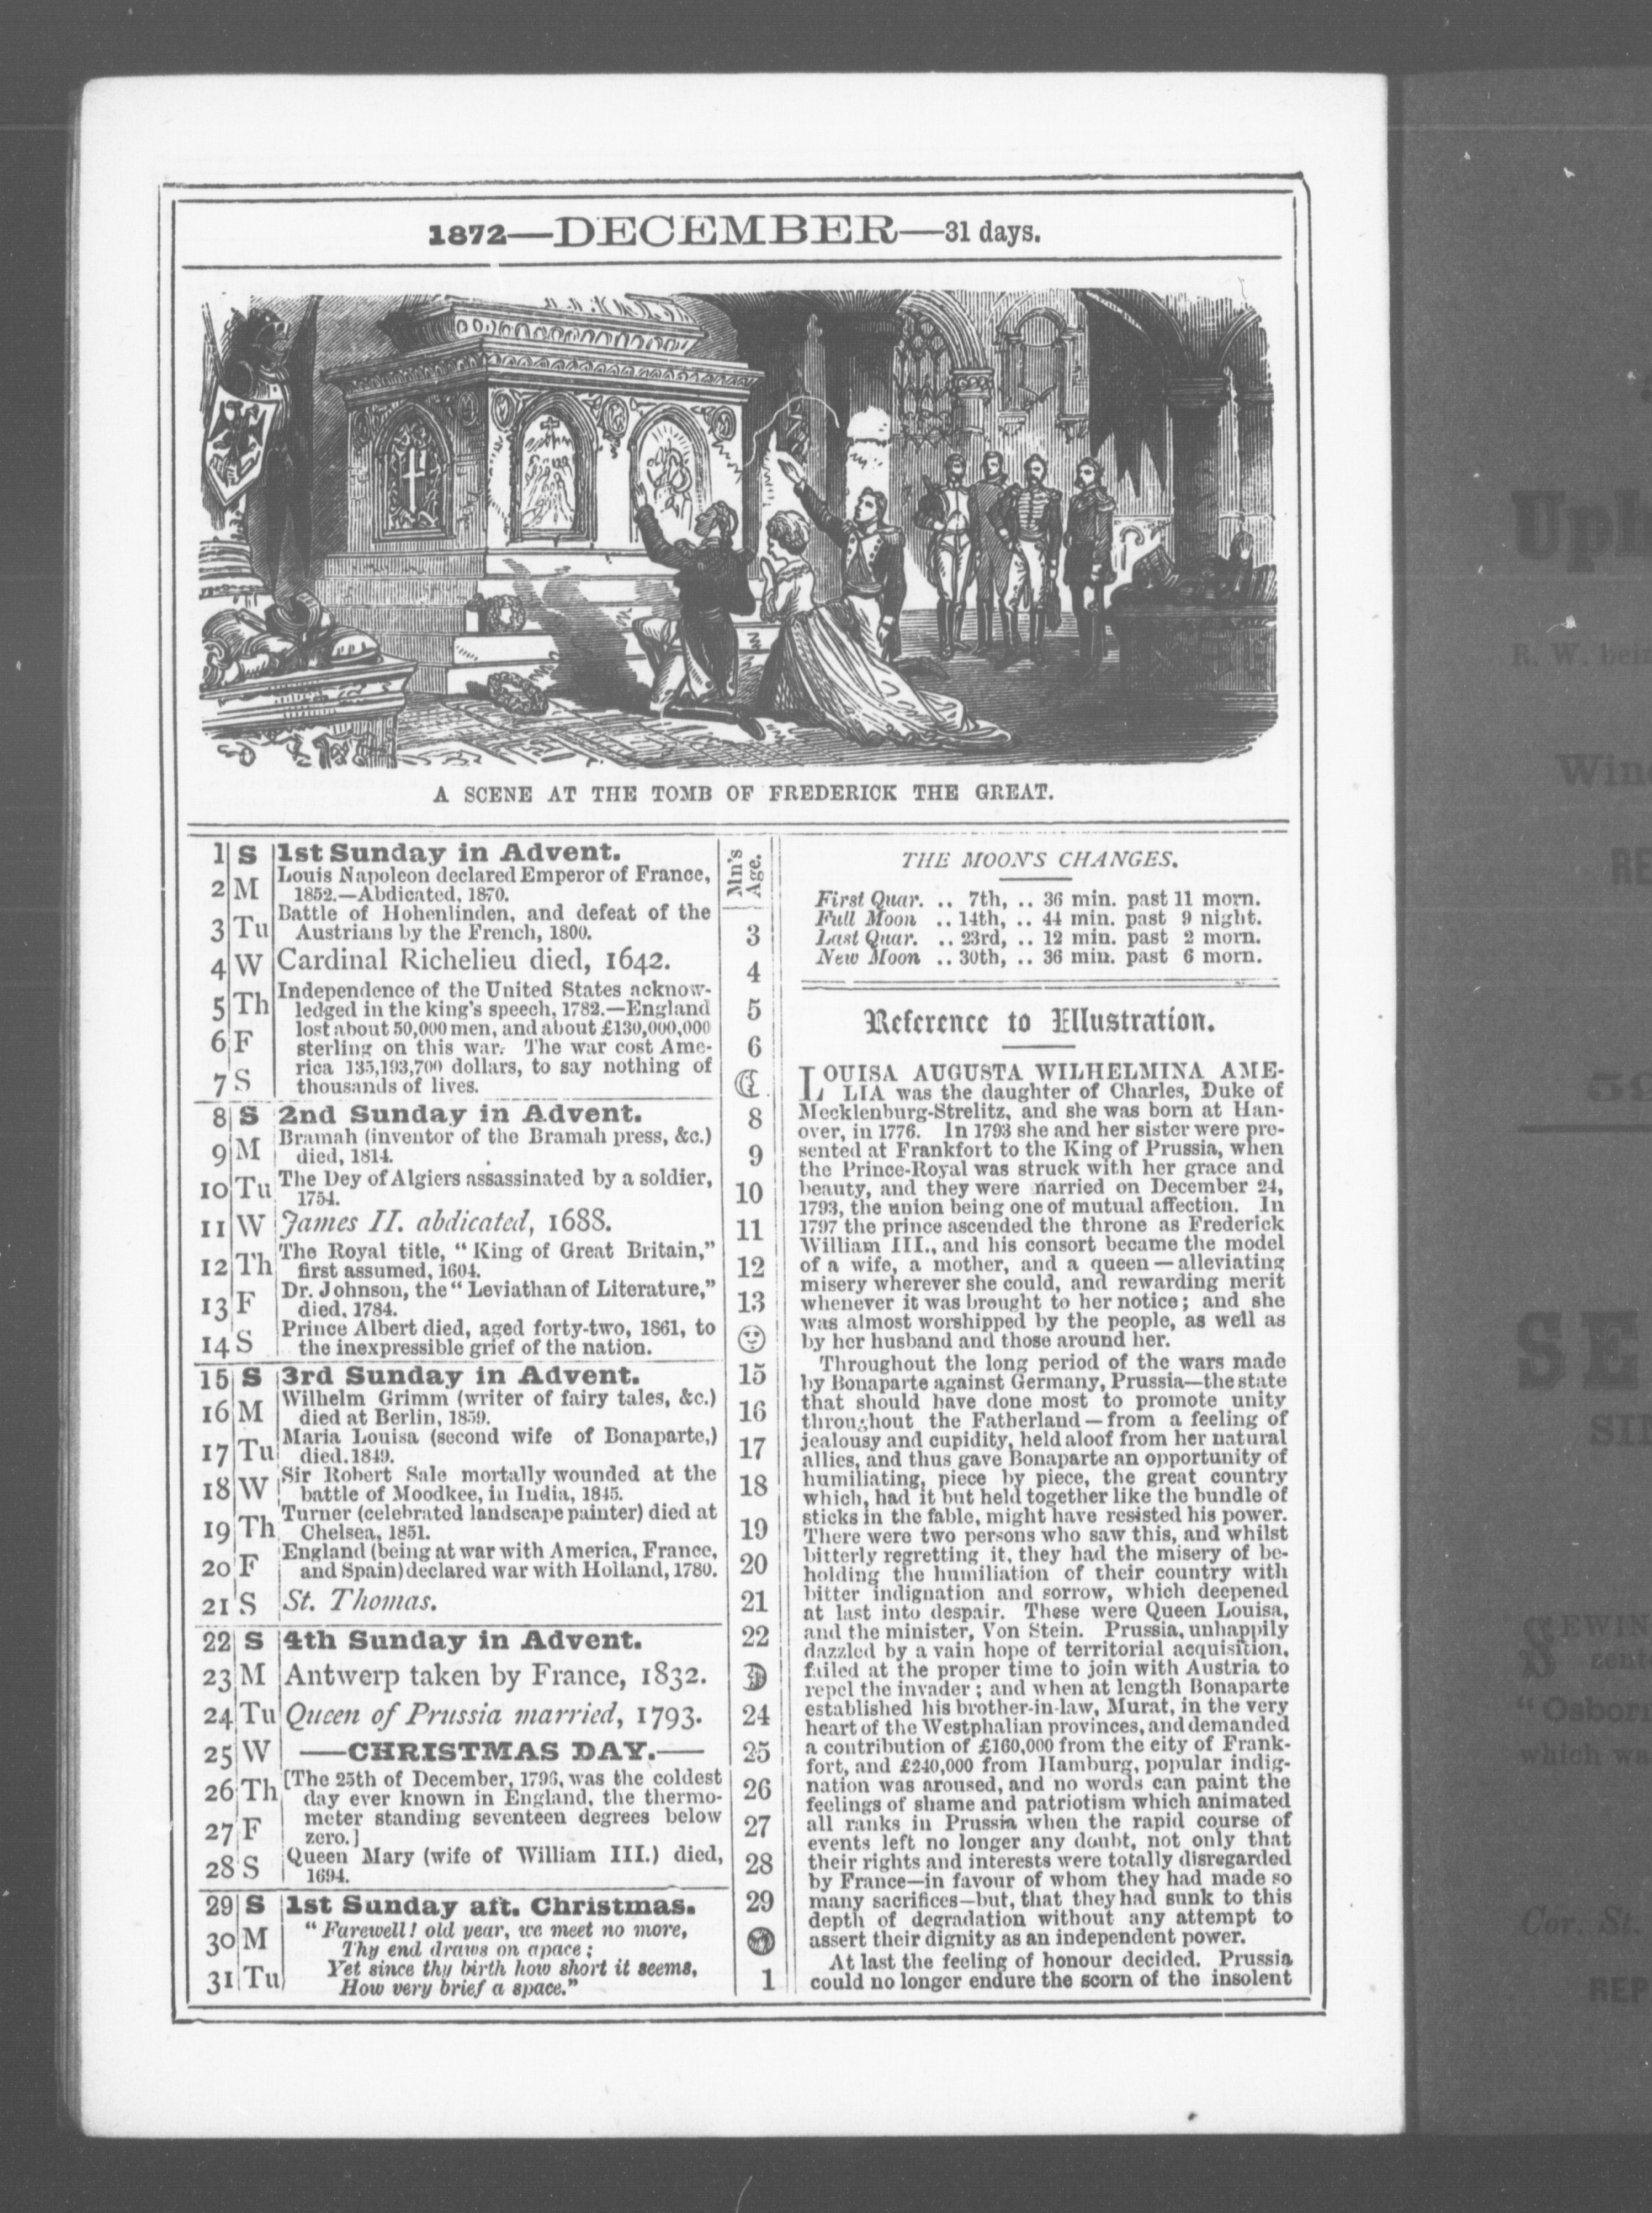 1872—DECEMBER—31 days.
A SCENE AT THE TOMB OF FREDERICK THE GREAT.
Mn's Age.
1 S 1st Sunday in Advent.
2 M Louis Napoleon declared Emperor of France,
1852.—Abdicated, 1870.
3 Tu Battle of Hohenlinden, and defeat of the
Austrians by the French, 1800. 3
4 W Cardinal Richelieu died, 1642. 4
5 Th Independence of the United States acknow-
ledged in the king's speech, 1782.—England 5
lost about 50,000 men, and about £130,000,000
6 F sterling on this war. The war cost Ame- 6
rica 135,193,700 dollars, to say nothing of
7 S thousands of lives.
8 S 2nd Sunday in Advent. 8
9 M Bramah (inventor of the Bramah press, &c.)
died, 1814. 9
10 Tu The Dey of Algiers assassinated by a soldier,
1754. 10
11 W James II. abdicated, 1688. 11
12 Th The Royal title, "King of Great Britain,"
first assumed, 1604. 12
13 F Dr. Johnson, the "Leviathan of Literature,"
died, 1784. 13
14 S Prince Albert died, aged forty-two, 1861, to
the inexpressible grief of the nation.
15 S 3rd Sunday in Advent. 15
16 M Wilhelm Grimm (writer of fairy tales, &c.)
died at Berlin, 1859. 16
17 Tu Maria Louisa (second wife of Bonaparte,)
died, 1849. 17
18 W Sir Robert Sale mortally wounded at the
battle of Moodkee, in India, 1845. 18
19 Th Turner (celebrated landscape painter) died at
Chelsea, 1851. 19
20 F England (being at war with America, France,
and Spain) declared war with Holland, 1780. 20
21 S St. Thomas. 21
22 S 4th Sunday in Advent. 22
23 M Antwerp taken by France, 1832.
24 Tu Queen of Prussia married, 1793. 24
25 W —CHRISTMAS DAY.— 25
26 Th [The 25th of December, 1796, was the coldest
day ever known in England, the thermo- 26
27 F meter standing seventeen degrees below
zero.] 27
28 S Queen Mary (wife of William III.) died,
1694. 28
29 S 1st Sunday aft. Christmas. 29
30 M "Farewell! old year, we meet no more,
Thy end draws on apace;
31 Tu Yet since thy birth how short it seems,
How very brief a space." 1
THE MOON'S CHANGES.
First Quar. .. 7th, .. 36 min. past 11 morn.
Full Moon .. 14th, .. 44 min. past 9 night.
Last Quar. .. 23rd, .. 12 min. past 2 morn.
New Moon .. 30th, .. 36 min. past 6 morn.
Reference to Illustration.
LOUISA AUGUSTA WILHELMINA AME-
LIA was the daughter of Charles, Duke of
Mecklenburg-Strelitz, and she was born at Han-
over, in 1776. In 1793 she and her sister were pre-
sented at Frankfort to the King of Prussia, when
the Prince-Royal was struck with her grace and
beauty, and they were married on December 24,
1793, the union being one of mutual affection. In
1797 the prince ascended the throne as Frederick
William III., and his consort became the model
of a wife, a mother, and a queen—alleviating
misery wherever she could, and rewarding merit
whenever it was brought to her notice; and she
was almost worshipped by the people, as well as
by her husband and those around her.
Throughout the long period of the wars made
by Bonaparte against Germany, Prussia—the state
that should have done most to promote unity
throughout the Fatherland—from a feeling of
jealousy and cupidity, held aloof from her natural
allies, and thus gave Bonaparte an opportunity of
humiliating, piece by piece, the great country
which, had it but held together like the bundle of
sticks in the fable, might have resisted his power.
There were two persons who saw this, and whilst
bitterly regretting it, they had the misery of be-
holding the humiliation of their country with
bitter indignation and sorrow, which deepened
at last into despair. These were Queen Louisa,
and the minister, Von Stein. Prussia, unhappily
dazzled by a vain hope of territorial acquisition,
failed at the proper time to join with Austria to
repel the invader; and when at length Bonaparte
established his brother-in-law, Murat, in the very
heart of the Westphalian provinces, and demanded
a contribution of £160,000 from the city of Frank-
fort, and £240,000 from Hamburg, popular indig-
nation was aroused, and no words can paint the
feelings of shame and patriotism which animated
all ranks in Prussia when the rapid course of
events left no longer any doubt, not only that
their rights and interests were totally disregarded
by France—in favour of whom they had made so
many sacrifices—but, that they had sunk to this
depth of degradation without any attempt to
assert their dignity as an independent power.
At last the feeling of honour decided. Prussia
could no longer endure the scorn of the insolent
Uph
R. W. bein
Win
RE
59
SE
SIN
SEWIN
cent
"Osborn
which wa
Cor. St.
REP